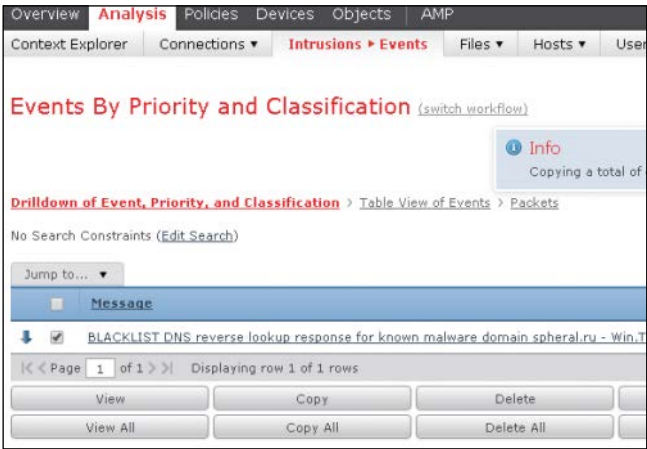 Overview Analysis Policies Devices Objects AMP
Context Explorer Connections ▾ Intrusions ▸ Events Files ▾ Hosts ▾ User
Events By Priority and Classification (switch workflow)
Info
Copying a total of
Drilldown of Event, Priority, and Classification > Table View of Events > Packets
No Search Constraints (Edit Search)
Jump to... ▾
Message
BLACKLIST DNS reverse lookup response for known malware domain spheral.ru - Win.T
|< < Page 1 of 1 > >| Displaying row 1 of 1 rows
View Copy Delete
View All Copy All Delete All